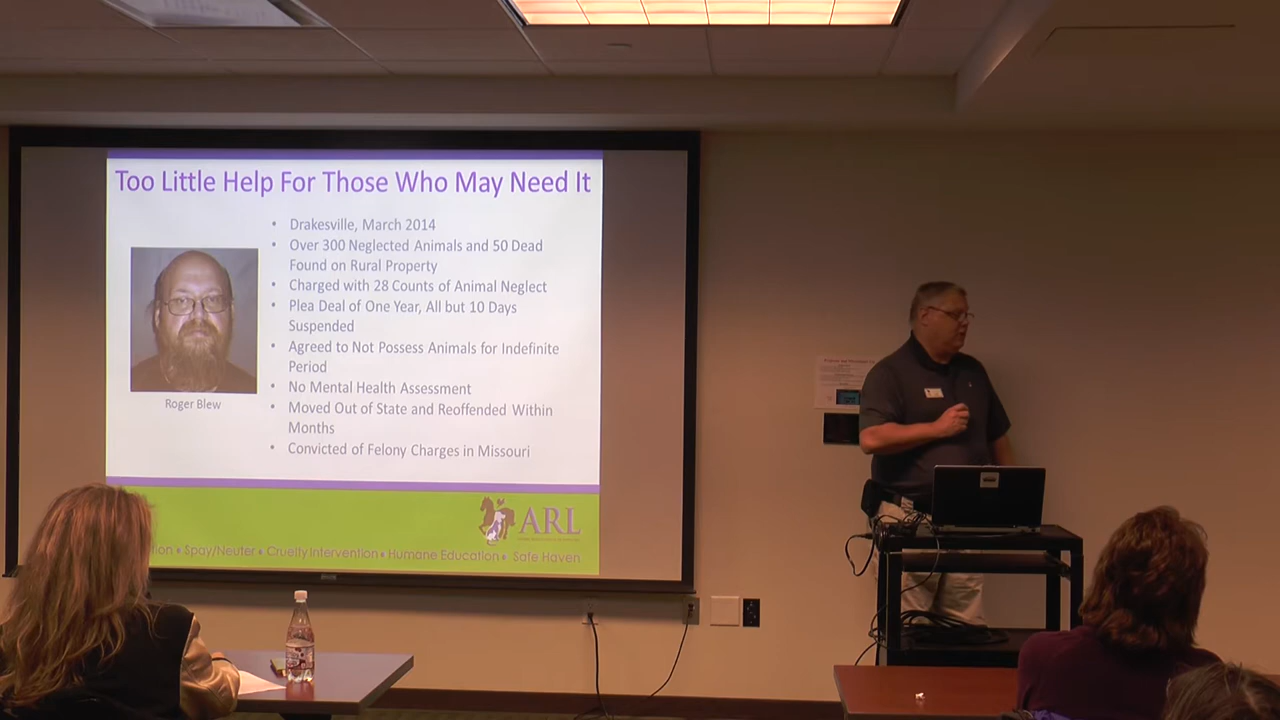 Too Little Help For Those Who May Need It
• Drakesville, March 2014
• Over 300 Neglected Animals and 50 Dead
Found on Rural Property
• Charged with 28 Counts of Animal Neglect
• Plea Deal of One Year, All but 10 Days
Suspended
• Agreed to Not Possess Animals for Indefinite
Period
• No Mental Health Assessment
• Moved Out of State and Reoffended Within
Months
• Convicted of Felony Charges in Missouri
Roger Blew
ARL
• Spay/Neuter • Cruelty Intervention • Humane Education • Safe Haven